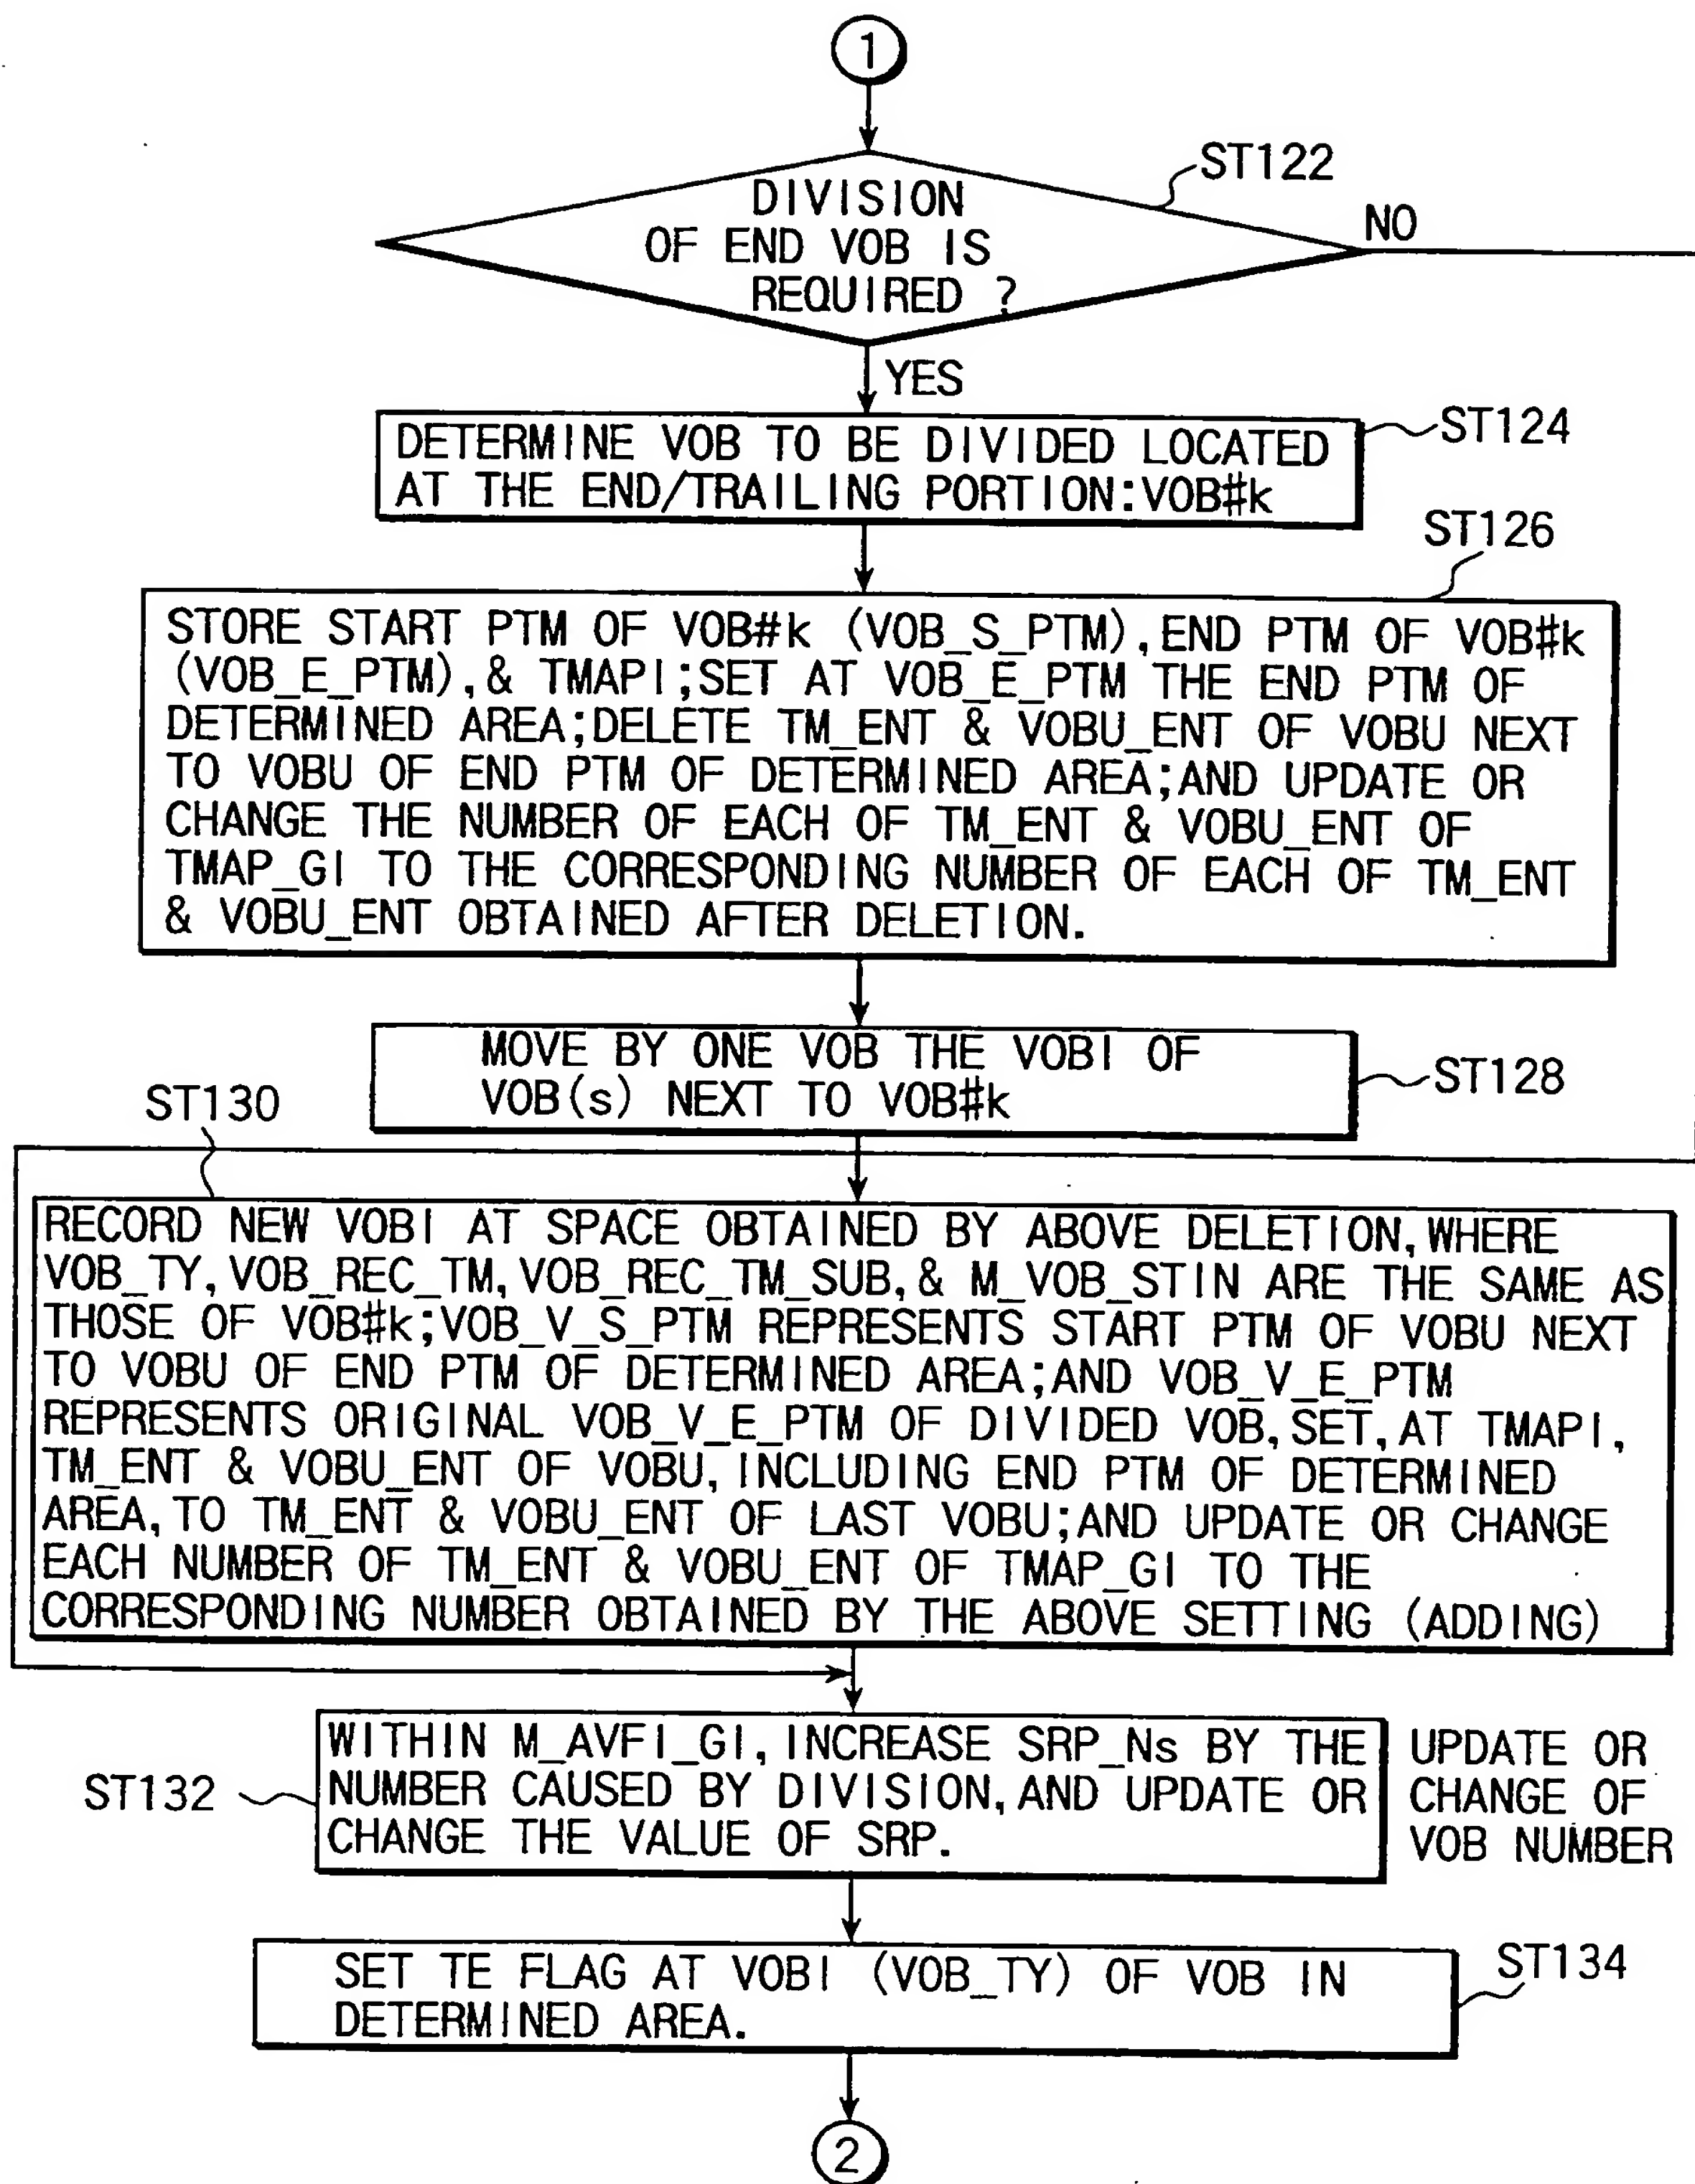 1
ST122
DIVISION
OF END VOB IS
REQUIRED ?
NO
YES
ST124
DETERMINE VOB TO BE DIVIDED LOCATED
AT THE END/TRAILING PORTION:VOB#k
ST126
STORE START PTM OF VOB#k (VOB_S_PTM),END PTM OF VOB#k
(VOB_E_PTM),& TMAPI;SET AT VOB_E_PTM THE END PTM OF
DETERMINED AREA;DELETE TM_ENT & VOBU_ENT OF VOBU NEXT
TO VOBU OF END PTM OF DETERMINED AREA;AND UPDATE OR
CHANGE THE NUMBER OF EACH OF TM_ENT & VOBU_ENT OF
TMAP_GI TO THE CORRESPONDING NUMBER OF EACH OF TM_ENT
& VOBU_ENT OBTAINED AFTER DELETION.
MOVE BY ONE VOB THE VOBI OF
VOB(s) NEXT TO VOB#k
ST128
ST130
RECORD NEW VOBI AT SPACE OBTAINED BY ABOVE DELETION,WHERE
VOB_TY,VOB_REC_TM,VOB_REC_TM_SUB,& M_VOB_STIN ARE THE SAME AS
THOSE OF VOB#k;VOB_V_S_PTM REPRESENTS START PTM OF VOBU NEXT
TO VOBU OF END PTM OF DETERMINED AREA;AND VOB_V_E_PTM
REPRESENTS ORIGINAL VOB_V_E_PTM OF DIVIDED VOB,SET,AT TMAPI,
TM_ENT & VOBU_ENT OF VOBU,INCLUDING END PTM OF DETERMINED
AREA,TO TM_ENT & VOBU_ENT OF LAST VOBU;AND UPDATE OR CHANGE
EACH NUMBER OF TM_ENT & VOBU_ENT OF TMAP_GI TO THE
CORRESPONDING NUMBER OBTAINED BY THE ABOVE SETTING (ADDING)
ST132
WITHIN M_AVFI_GI,INCREASE SRP_Ns BY THE
NUMBER CAUSED BY DIVISION,AND UPDATE OR
CHANGE THE VALUE OF SRP.
UPDATE OR
CHANGE OF
VOB NUMBER
SET TE FLAG AT VOBI (VOB_TY) OF VOB IN
DETERMINED AREA.
ST134
2